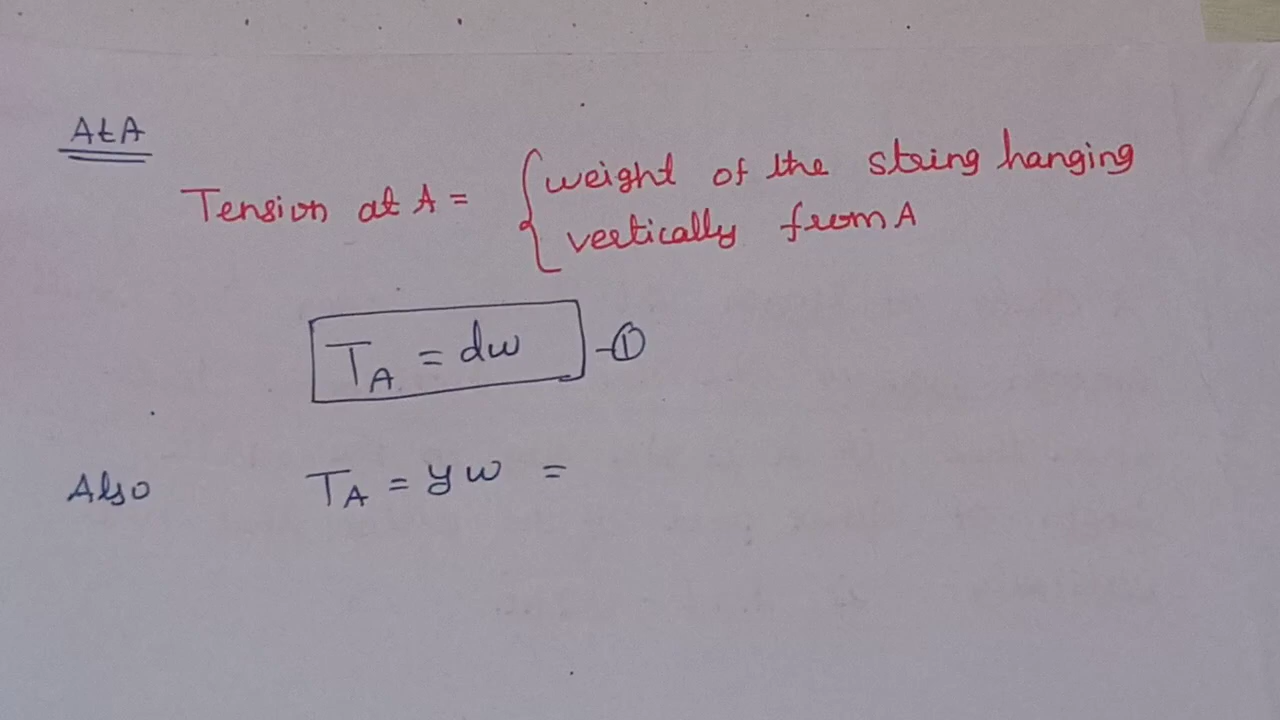 At A
Tension at A = { weight of the string hanging
vertically from A
T_A = dw —①
Also T_A = yw =